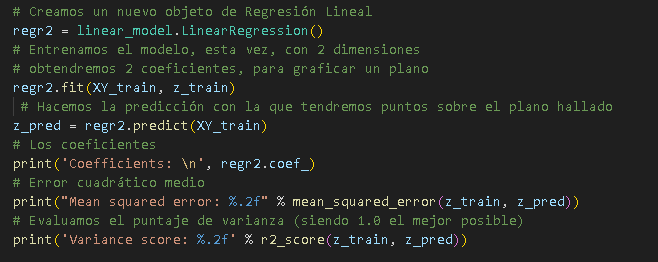 # Creamos un nuevo objeto de Regresión Lineal
regr2 = linear_model.LinearRegression()
# Entrenamos el modelo, esta vez, con 2 dimensiones
# obtendremos 2 coeficientes, para graficar un plano
regr2.fit(XY_train, z_train)
# Hacemos la predicción con la que tendremos puntos sobre el plano hallado
z_pred = regr2.predict(XY_train)
# Los coeficientes
print('Coefficients: \n', regr2.coef_)
# Error cuadrático medio
print("Mean squared error: %.2f" % mean_squared_error(z_train, z_pred))
# Evaluamos el puntaje de varianza (siendo 1.0 el mejor posible)
print('Variance score: %.2f' % r2_score(z_train, z_pred))